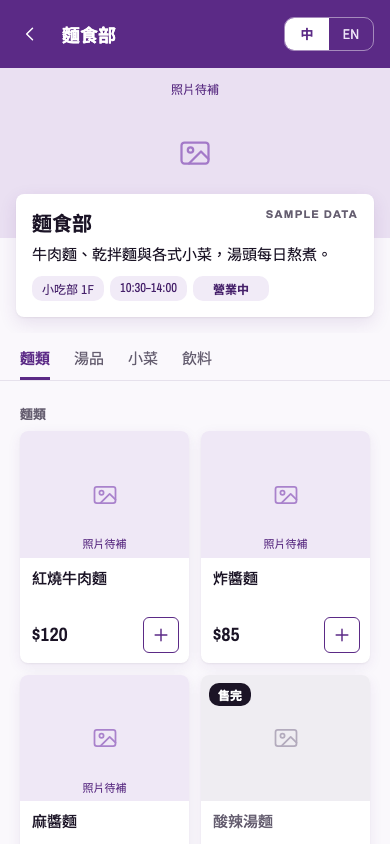 麵食部
中 EN
照片待補
麵食部
SAMPLE DATA
牛肉麵、乾拌麵與各式小菜，湯頭每日熬煮。
小吃部 1F
10:30–14:00
營業中
麵類 湯品 小菜 飲料
麵類
照片待補
照片待補
紅燒牛肉麵
炸醬麵
$120
$85
售完
照片待補
麻醬麵
酸辣湯麵